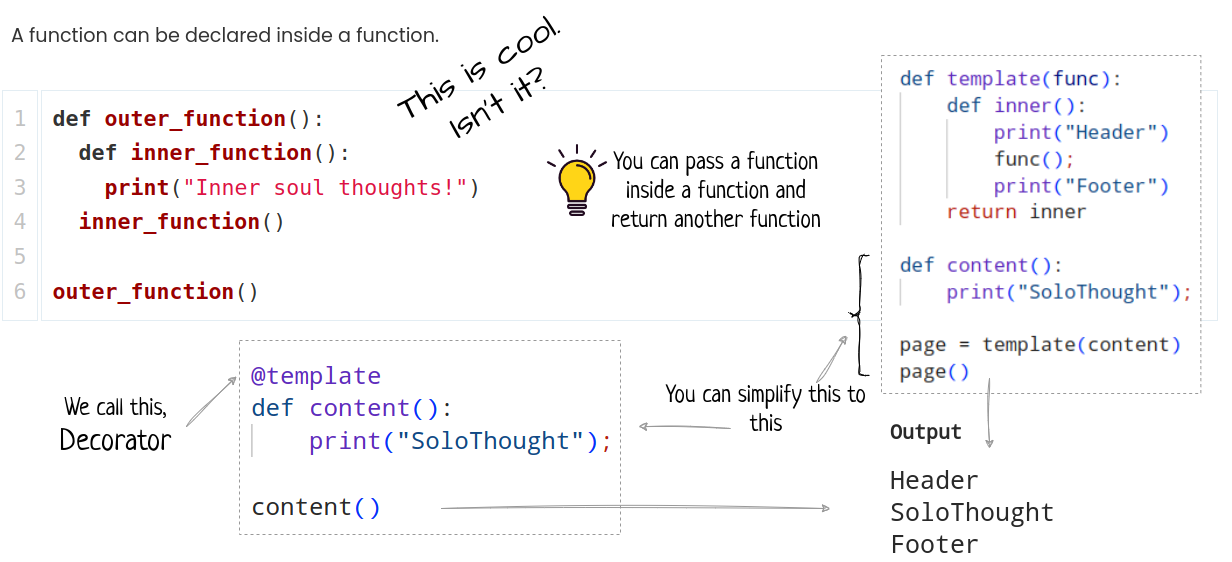 A function can be declared inside a function.
This is cool.
Isn't it?
1 def outer_function():
2   def inner_function():
3     print("Inner soul thoughts!")
4   inner_function()
5
6 outer_function()
You can pass a function
inside a function and
return another function
def template(func):
    def inner():
        print("Header")
        func();
        print("Footer")
    return inner
def content():
    print("SoloThought");
page = template(content)
page()
We call this,
Decorator
@template
def content():
    print("SoloThought");
content()
You can simplify this to
this
Output
Header
SoloThought
Footer